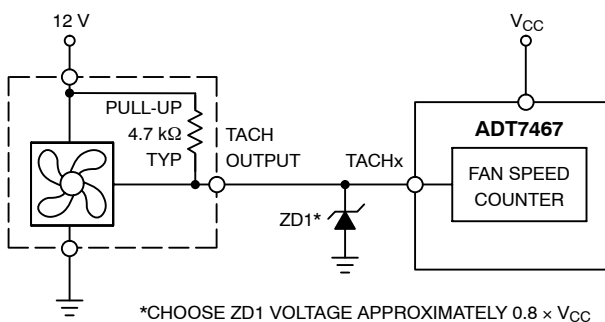 12 V
V_CC
PULL-UP
4.7 kΩ
TYP
TACH
OUTPUT
TACHx
ADT7467
FAN SPEED
COUNTER
ZD1*
*CHOOSE ZD1 VOLTAGE APPROXIMATELY 0.8 × V_CC